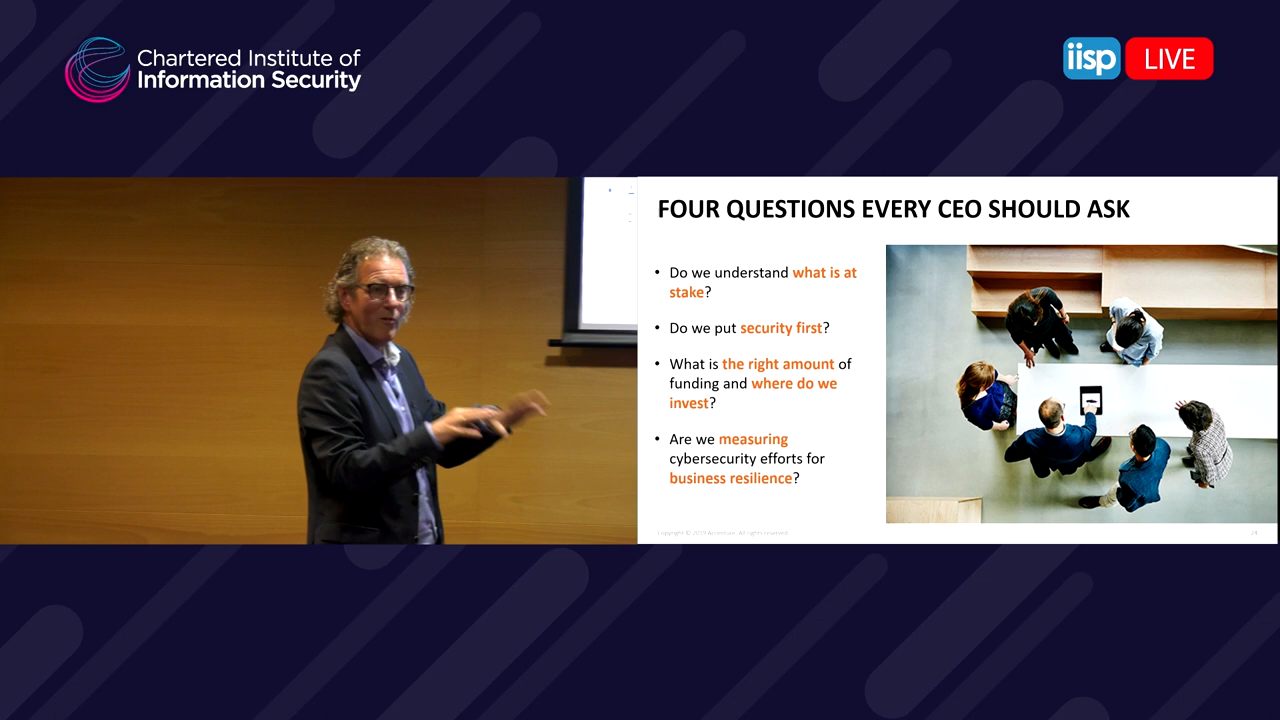 Chartered Institute of
Information Security
iisp LIVE
FOUR QUESTIONS EVERY CEO SHOULD ASK
• Do we understand what is at
stake?
• Do we put security first?
• What is the right amount of
funding and where do we
invest?
• Are we measuring
cybersecurity efforts for
business resilience?
Copyright © 2019 Accenture. All rights reserved.
24